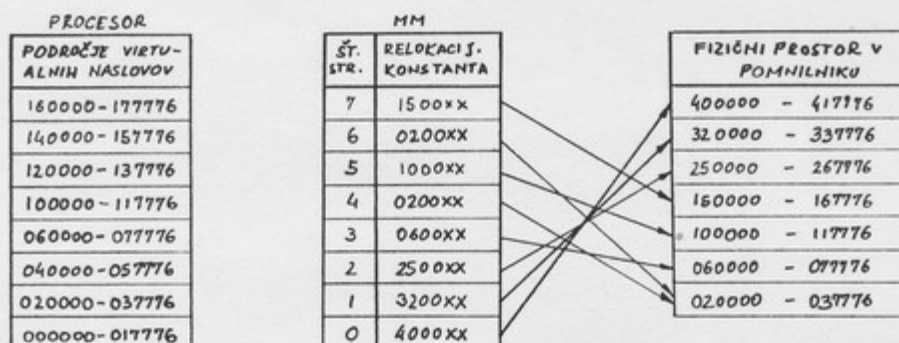 PROCESOR
PODROČJE VIRTU-
ALNIH NASLOVOV
160000-177776
140000-157776
120000-137776
100000-117776
060000-077776
040000-057776
020000-037776
000000-017776
MM
ŠT.
STR.
RELOKACIJ.
KONSTANTA
7 1500XX
6 0200XX
5 1000XX
4 0200XX
3 0600XX
2 2500XX
1 3200XX
0 4000XX
FIZIČNI PROSTOR V
POMNILNIKU
400000 - 417776
320000 - 337776
250000 - 267776
150000 - 167776
100000 - 117776
060000 - 077776
020000 - 037776